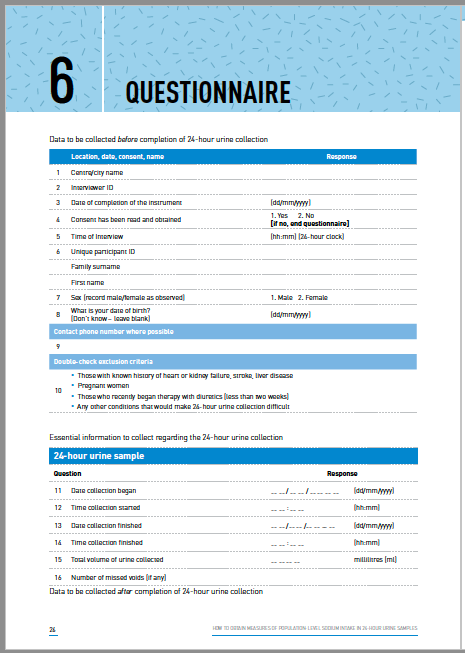 6 QUESTIONNAIRE
Data to be collected before completion of 24-hour urine collection
Location, date, consent, name Response
1 Centre/city name
2 Interviewer ID
3 Date of completion of the instrument (dd/mm/yyyy)
4 Consent has been read and obtained 1. Yes 2. No
[if no, end questionnaire]
5 Time of Interview (hh:mm) (24-hour clock)
6 Unique participant ID
Family surname
First name
7 Sex (record male/female as observed) 1. Male 2. Female
8 What is your date of birth?
(Don't know – leave blank) (dd/mm/yyyy)
Contact phone number where possible
9
Double-check exclusion criteria
10
• Those with known history of heart or kidney failure, stroke, liver disease
• Pregnant women
• Those who recently began therapy with diuretics (less than two weeks)
• Any other conditions that would make 24-hour urine collection difficult
Essential information to collect regarding the 24-hour urine collection
24-hour urine sample
Question Response
11 Date collection began __ __/__ __/__ __ __ __ (dd/mm/yyyy)
12 Time collection started __ __:__ __ (hh:mm)
13 Date collection finished __ __/__ __/__ __ __ __ (dd/mm/yyyy)
14 Time collection finished __ __:__ __ (hh:mm)
15 Total volume of urine collected __ __ __ __ millilitres (ml)
16 Number of missed voids (if any)
Data to be collected after completion of 24-hour urine collection
26 HOW TO OBTAIN MEASURES OF POPULATION-LEVEL SODIUM INTAKE IN 24-HOUR URINE SAMPLES